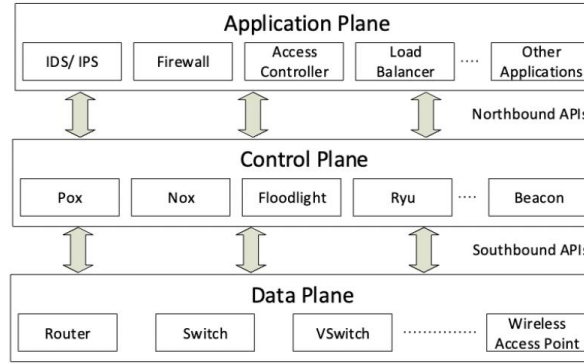 Application Plane
IDS/ IPS
Firewall
Access
Controller
Load
Balancer
....
Other
Applications
Northbound APIs
Control Plane
Pox
Nox
Floodlight
Ryu
....
Beacon
Southbound APIs
Data Plane
Router
Switch
VSwitch
Wireless
Access Point